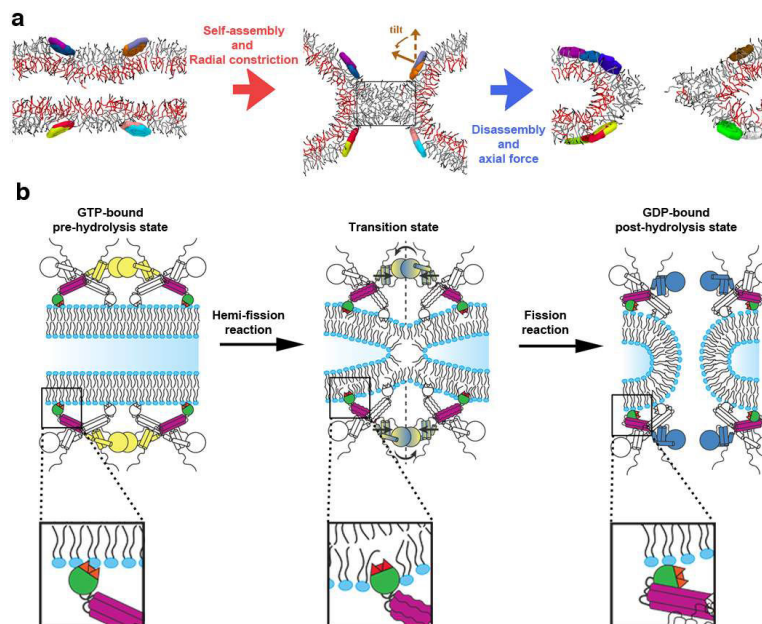 a
Self-assembly
and
Radial constriction
tilt
Disassembly
and
axial force
b
GTP-bound
pre-hydrolysis state
Transition state
GDP-bound
post-hydrolysis state
Hemi-fission
reaction
Fission
reaction